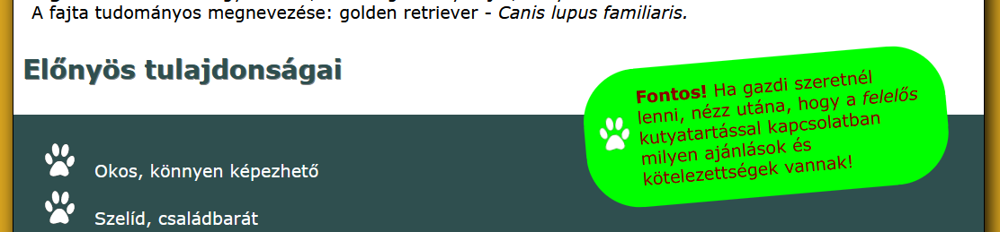 A fajta tudományos megnevezése: golden retriever - Canis lupus familiaris.
Előnyös tulajdonságai
Fontos! Ha gazdi szeretnél
lenni, nézz utána, hogy a felelős
kutyatartással kapcsolatban
milyen ajánlások és
kötelezettségek vannak!
Okos, könnyen képezhető
Szelíd, családbarát